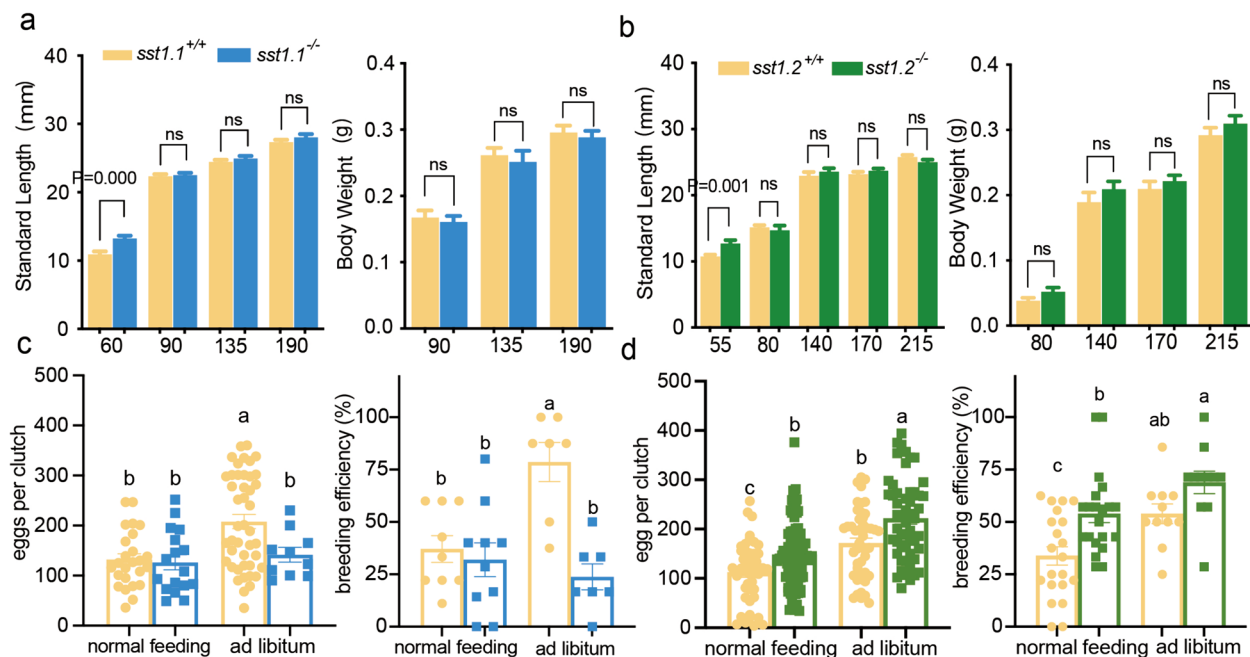 a
sst1.1+/+ sst1.1-/-
Standard Length (mm)
40
30
20
10
0
P=0.000
ns
ns
ns
60 90 135 190
Body Weight (g)
0.4
0.3
0.2
0.1
0.0
ns
ns
ns
90 135 190
b
sst1.2+/+ sst1.2-/-
Standard Length (mm)
40
30
20
10
0
P=0.001
ns
ns
ns
ns
55 80 140 170 215
Body Weight (g)
0.4
0.3
0.2
0.1
0.0
ns
ns
ns
ns
80 140 170 215
c
eggs per clutch
500
400
300
200
100
0
b b a b
normal feeding ad libitum
breeding efficiency (%)
100
75
50
25
0
b b a b
normal feeding ad libitum
d
egg per clutch
500
400
300
200
100
0
c b b a
normal feeding ad libitum
breeding efficiency (%)
100
75
50
25
0
c b ab a
normal feeding ad libitum